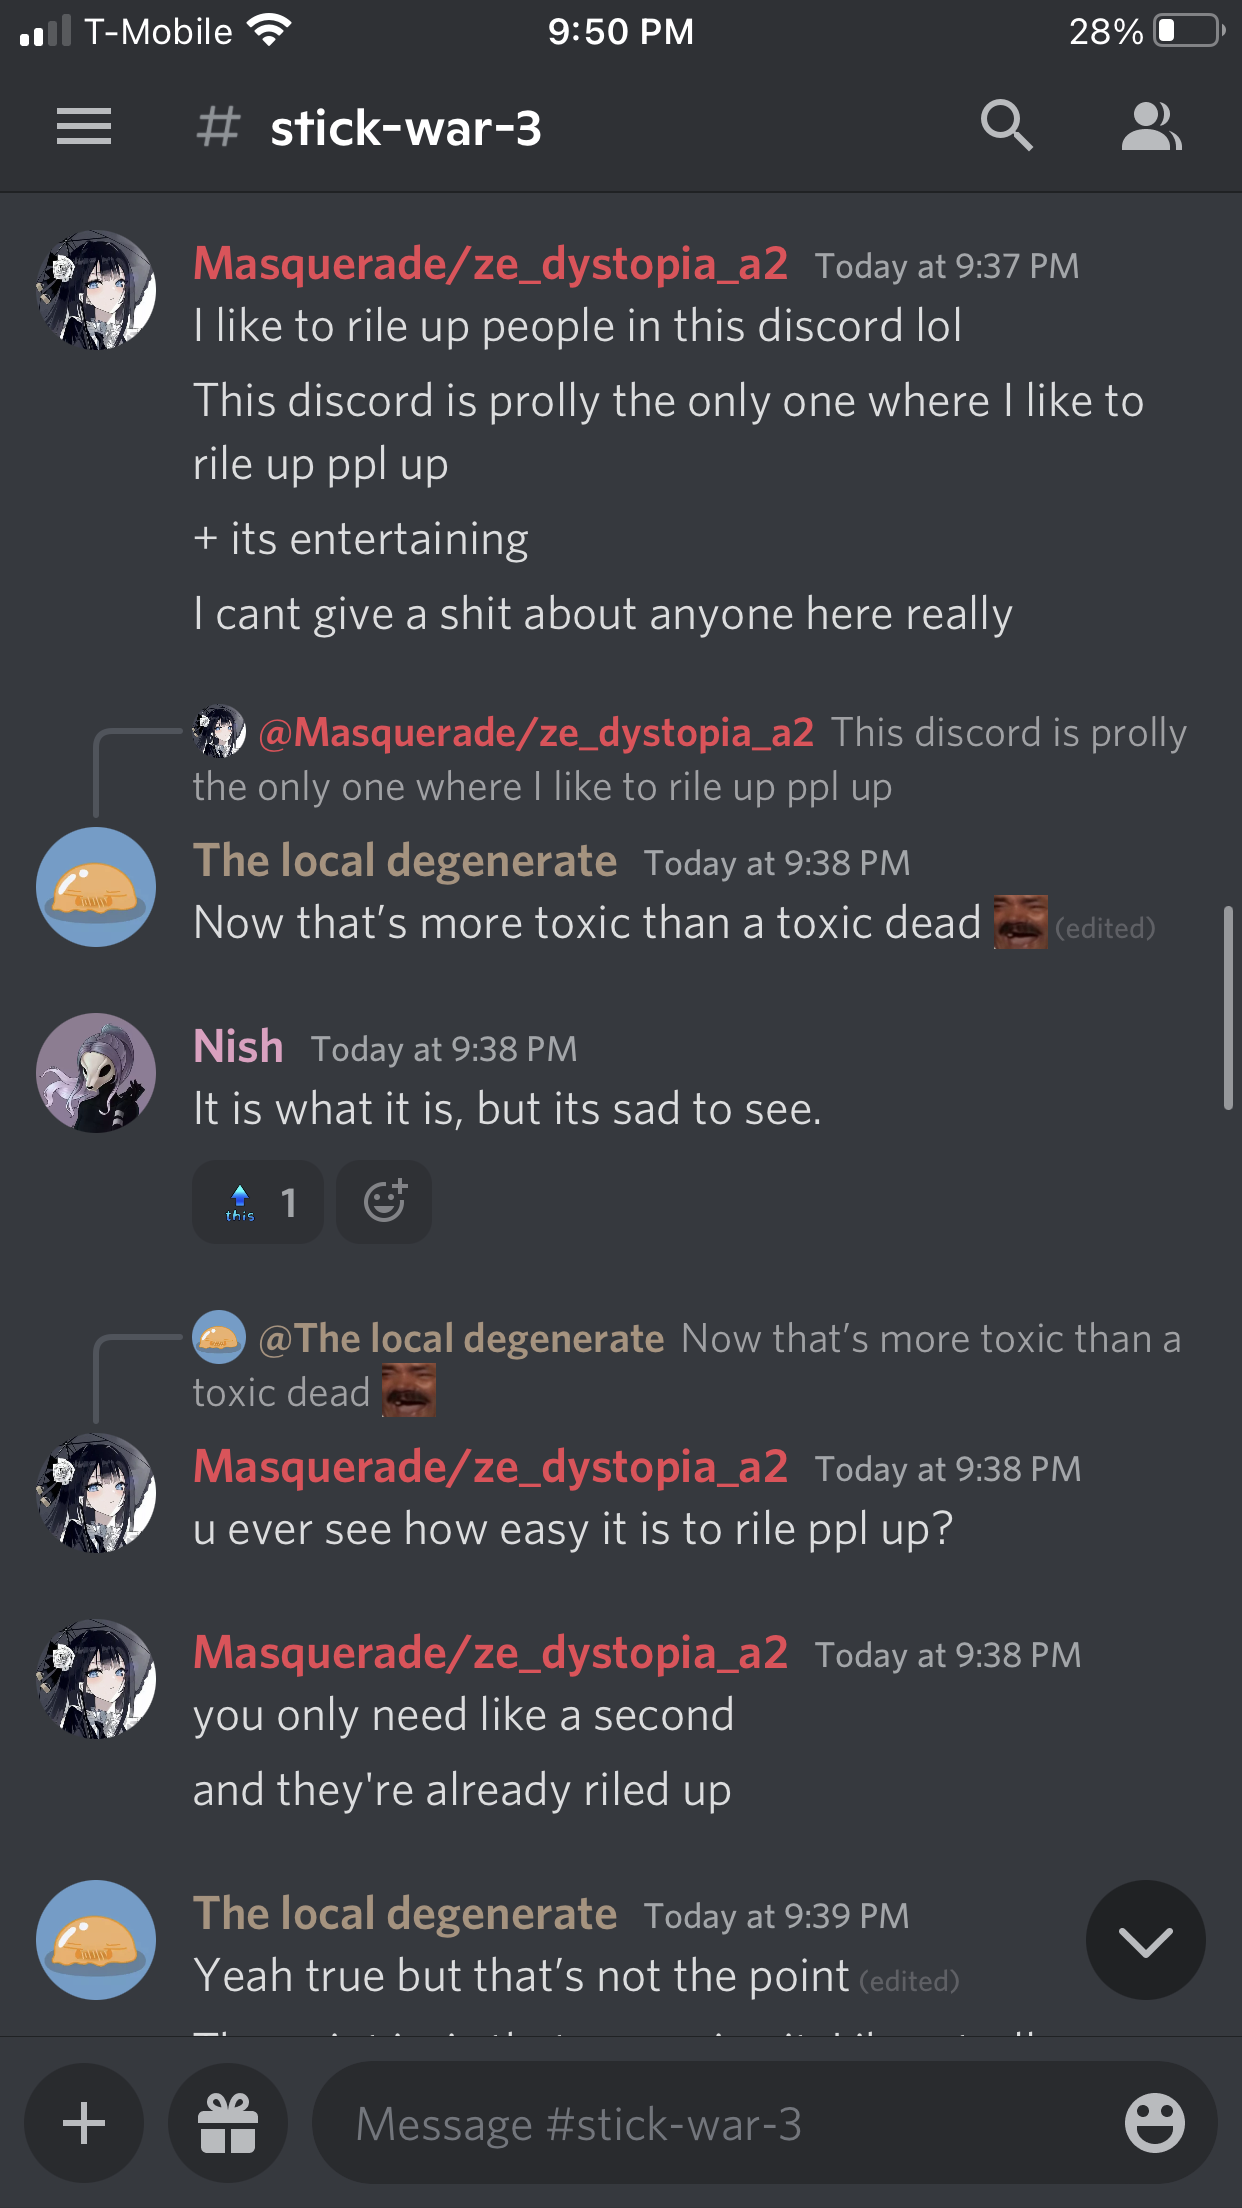 T-Mobile 9:50 PM 28%
# stick-war-3
Masquerade/ze_dystopia_a2 Today at 9:37 PM
I like to rile up people in this discord lol
This discord is prolly the only one where I like to
rile up ppl up
+ its entertaining
I cant give a shit about anyone here really
@Masquerade/ze_dystopia_a2 This discord is prolly
the only one where I like to rile up ppl up
The local degenerate Today at 9:38 PM
Now that’s more toxic than a toxic dead (edited)
Nish Today at 9:38 PM
It is what it is, but its sad to see.
this 1
@The local degenerate Now that’s more toxic than a
toxic dead
Masquerade/ze_dystopia_a2 Today at 9:38 PM
u ever see how easy it is to rile ppl up?
Masquerade/ze_dystopia_a2 Today at 9:38 PM
you only need like a second
and they're already riled up
The local degenerate Today at 9:39 PM
Yeah true but that’s not the point (edited)
Message #stick-war-3